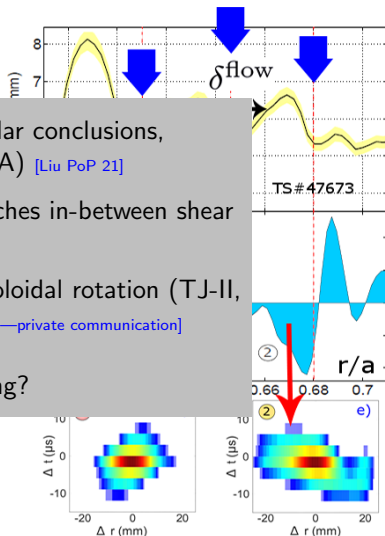 8
δflow
7
mm)
lar conclusions,
A) [Liu PoP 21]
TS#47673
ches in-between shear
oloidal rotation (TJ-II,
—private communication]
2
r/a
0.66 0.68 0.7
ng?
2 e)
10
0
-10
Δ t (µs)
10
0
-10
Δ t (µs)
-20 0 20
-20 0 20
Δ r (mm)
Δ r (mm)